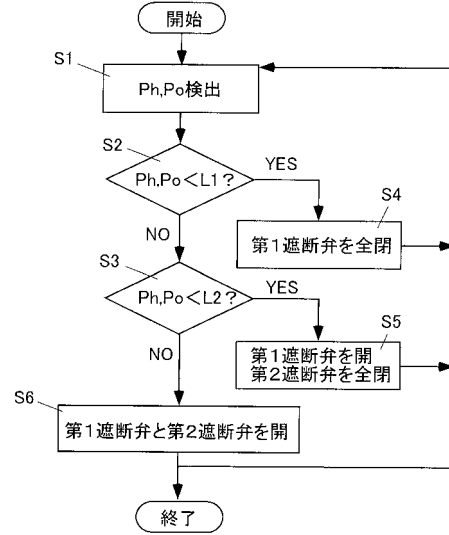 開始
S1
Ph,Po検出
S2
Ph,Po＜L1？
YES
NO
S4
第1遮断弁を全閉
S3
Ph,Po＜L2？
YES
NO
S5
第1遮断弁を開
第2遮断弁を全閉
S6
第1遮断弁と第2遮断弁を開
終了